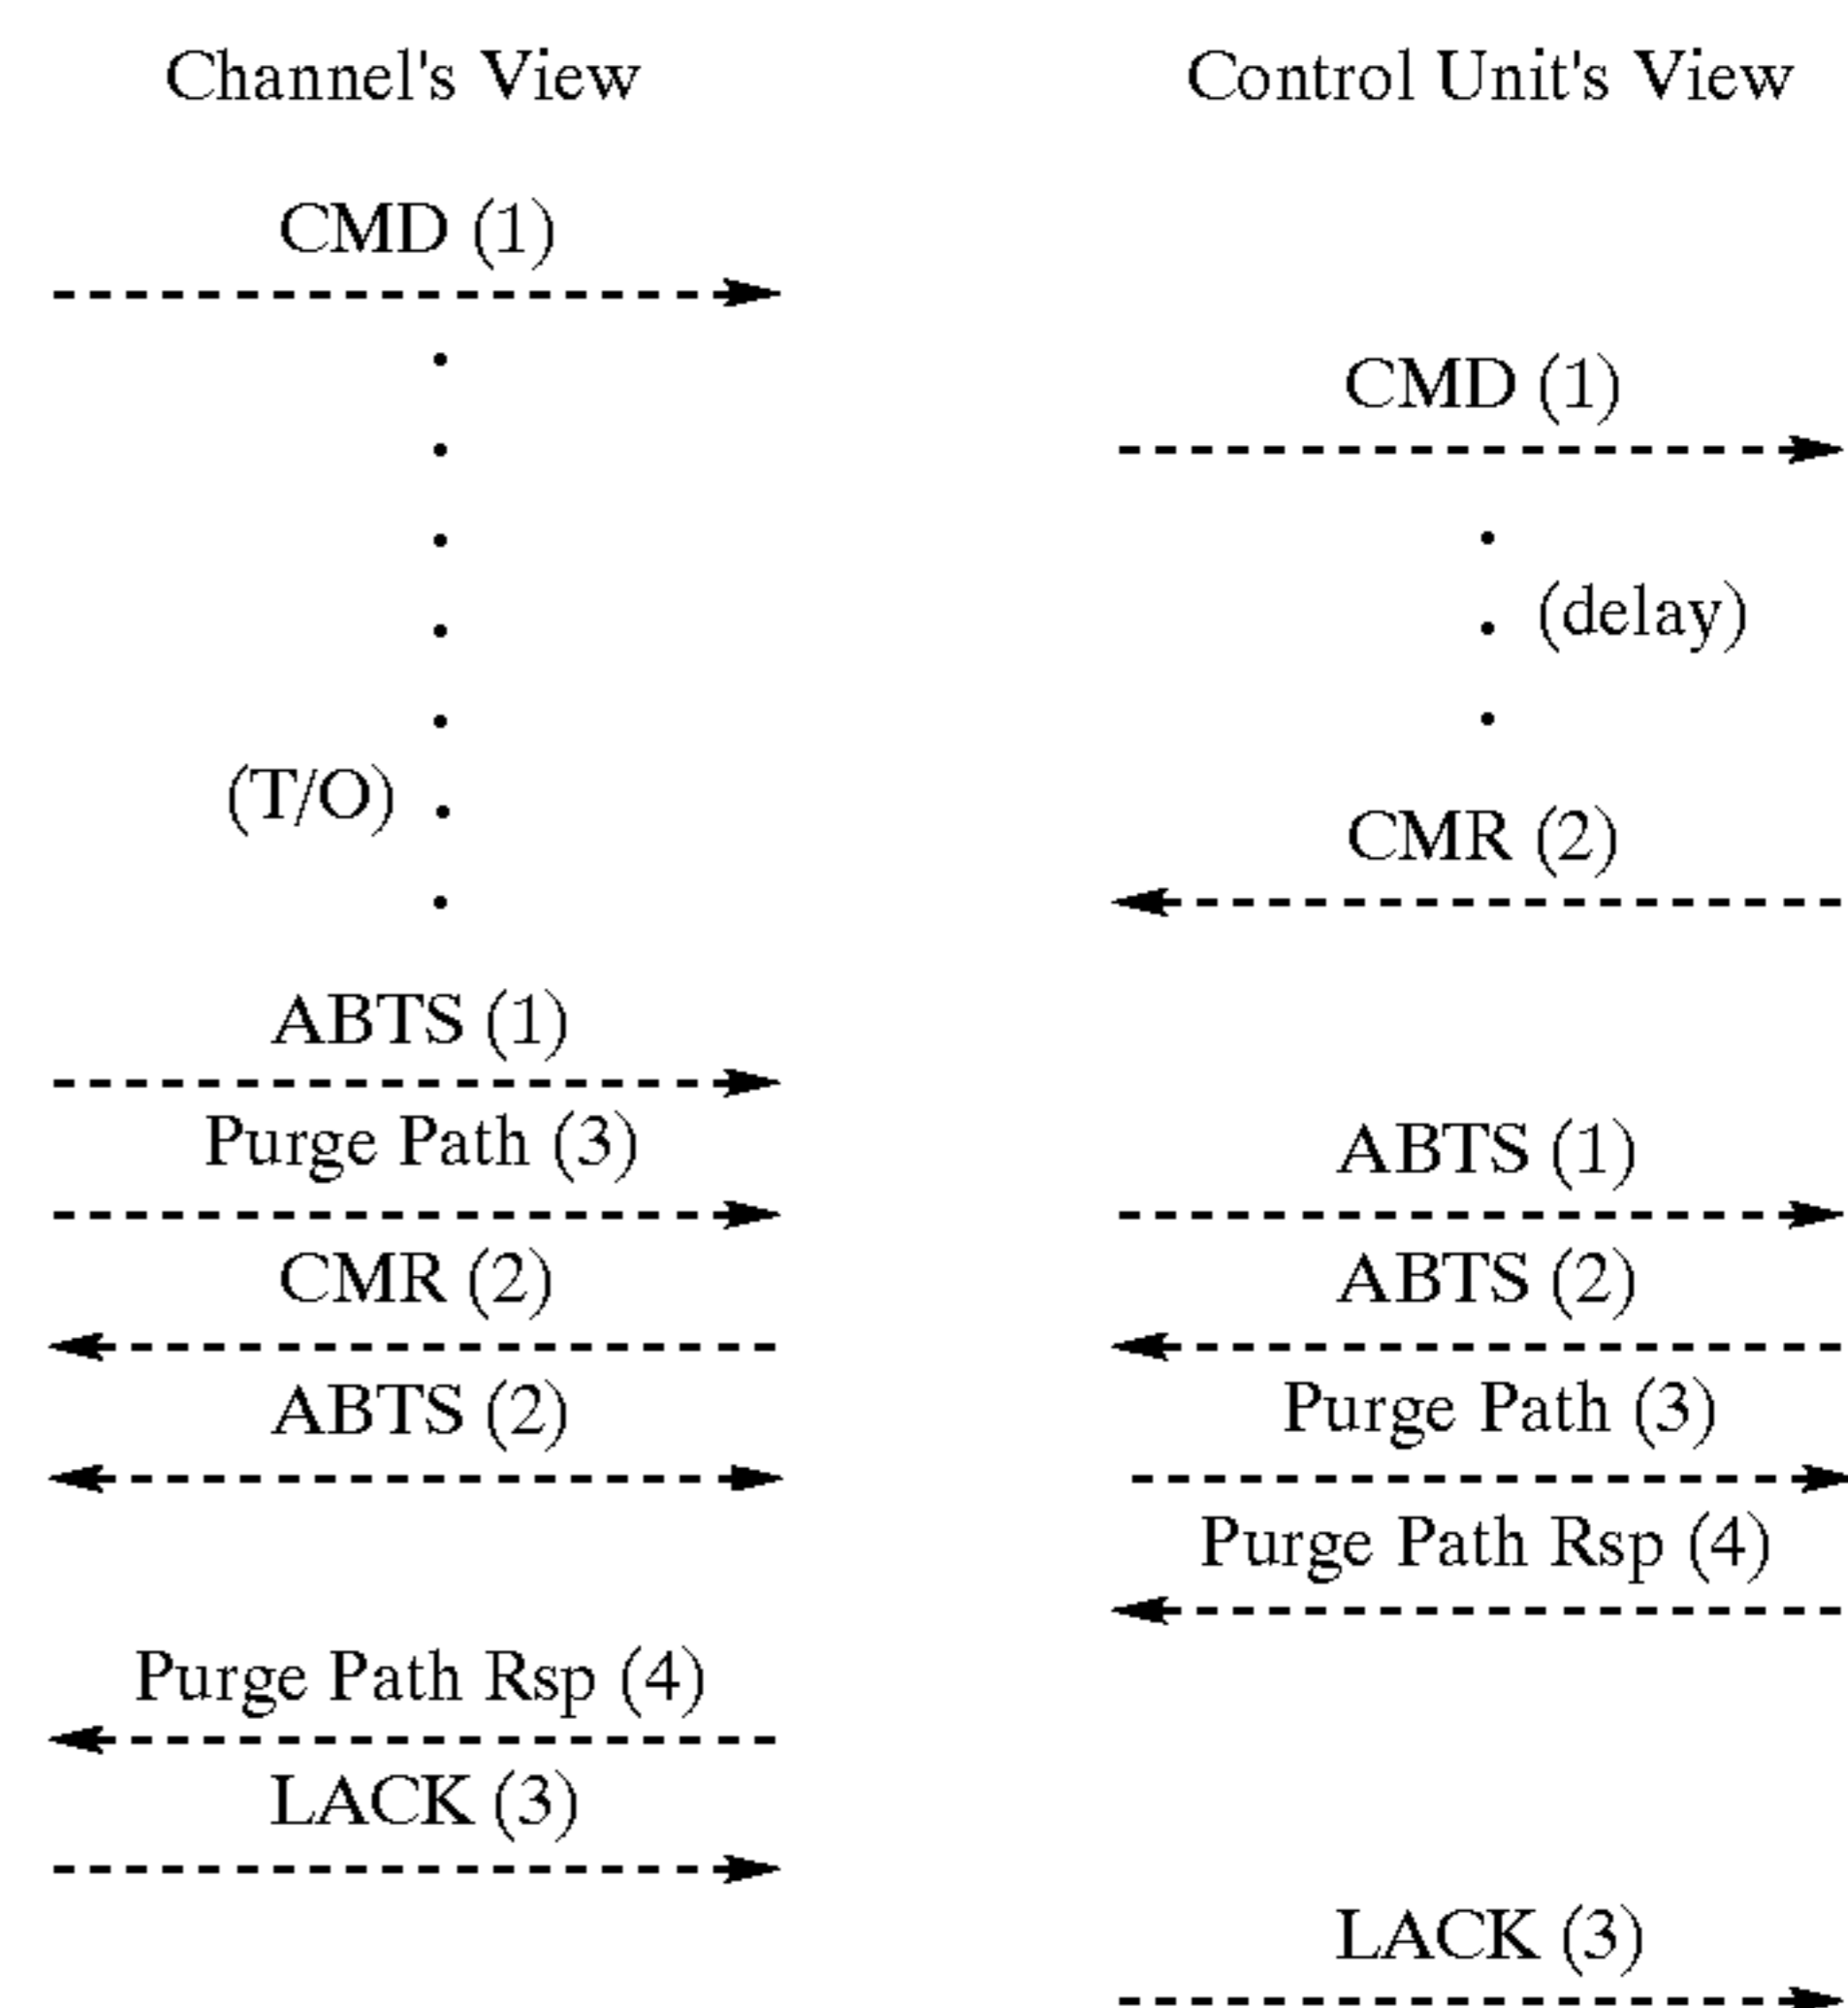 Channel's View
Control Unit's View
CMD (1)
CMD (1)
(delay)
(T/O)
CMR (2)
ABTS (1)
Purge Path (3)
ABTS (1)
CMR (2)
ABTS (2)
ABTS (2)
Purge Path (3)
Purge Path Rsp (4)
Purge Path Rsp (4)
LACK (3)
LACK (3)